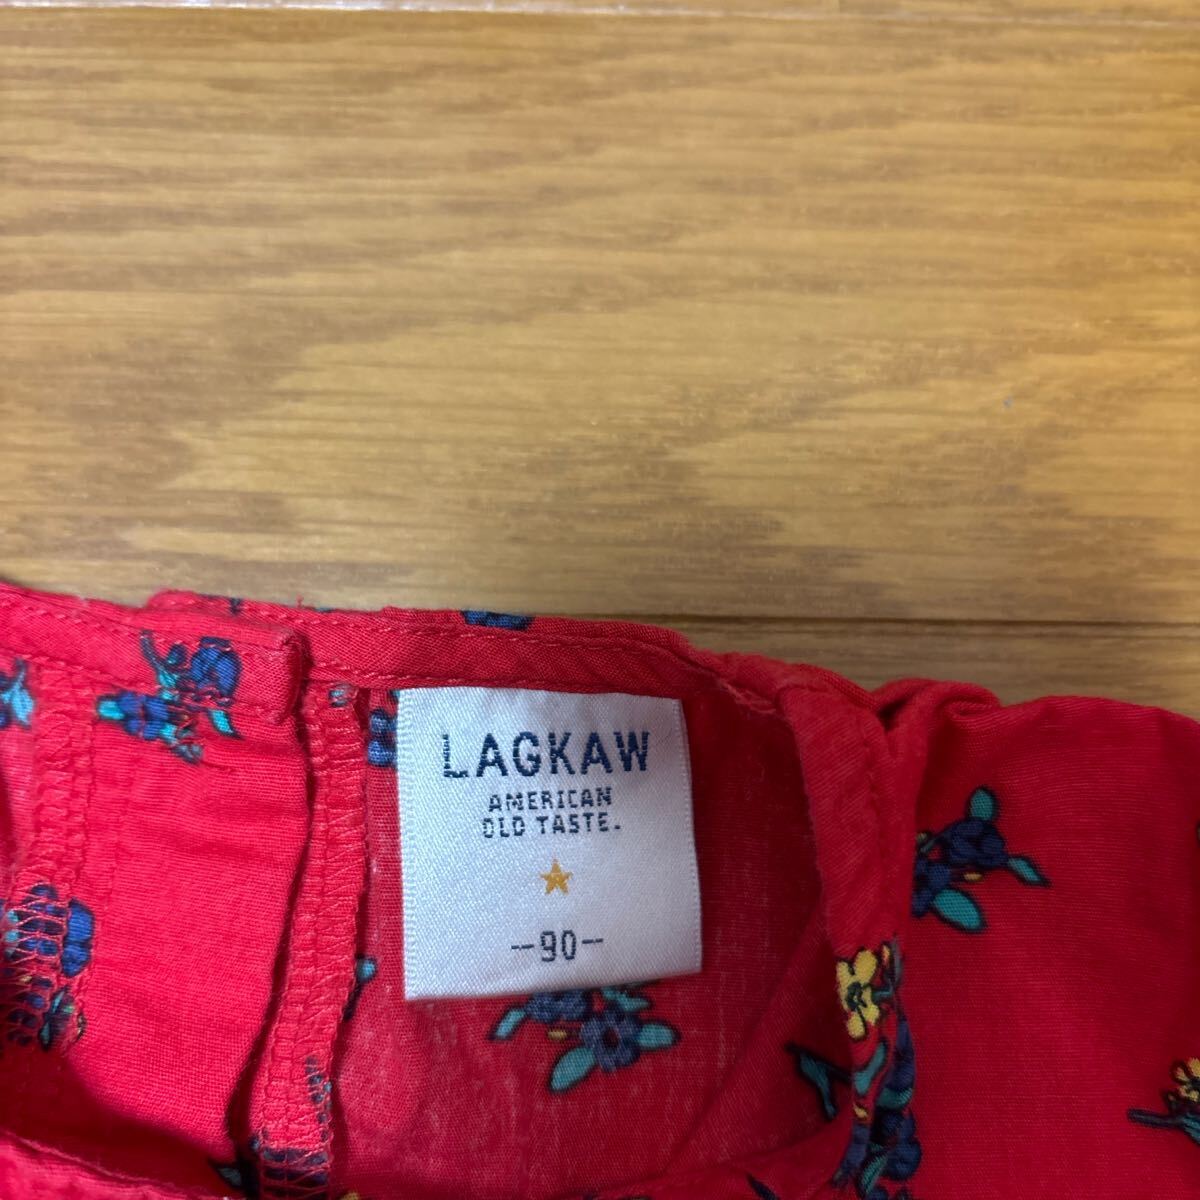 LAGKAW
AMERICAN
OLD TASTE.
-90-